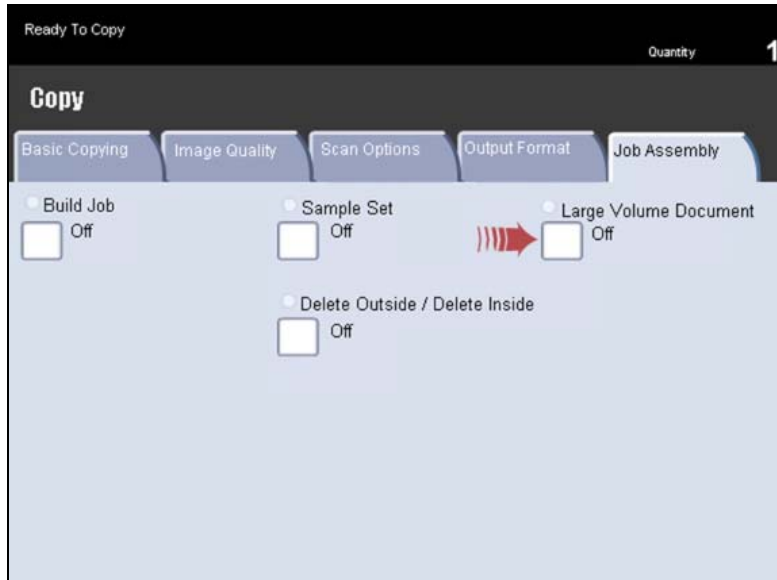 Ready To Copy
Quantity 1
Copy
Basic Copying Image Quality Scan Options Output Format Job Assembly
Build Job Sample Set Large Volume Document
Off Off Off
Delete Outside / Delete Inside
Off